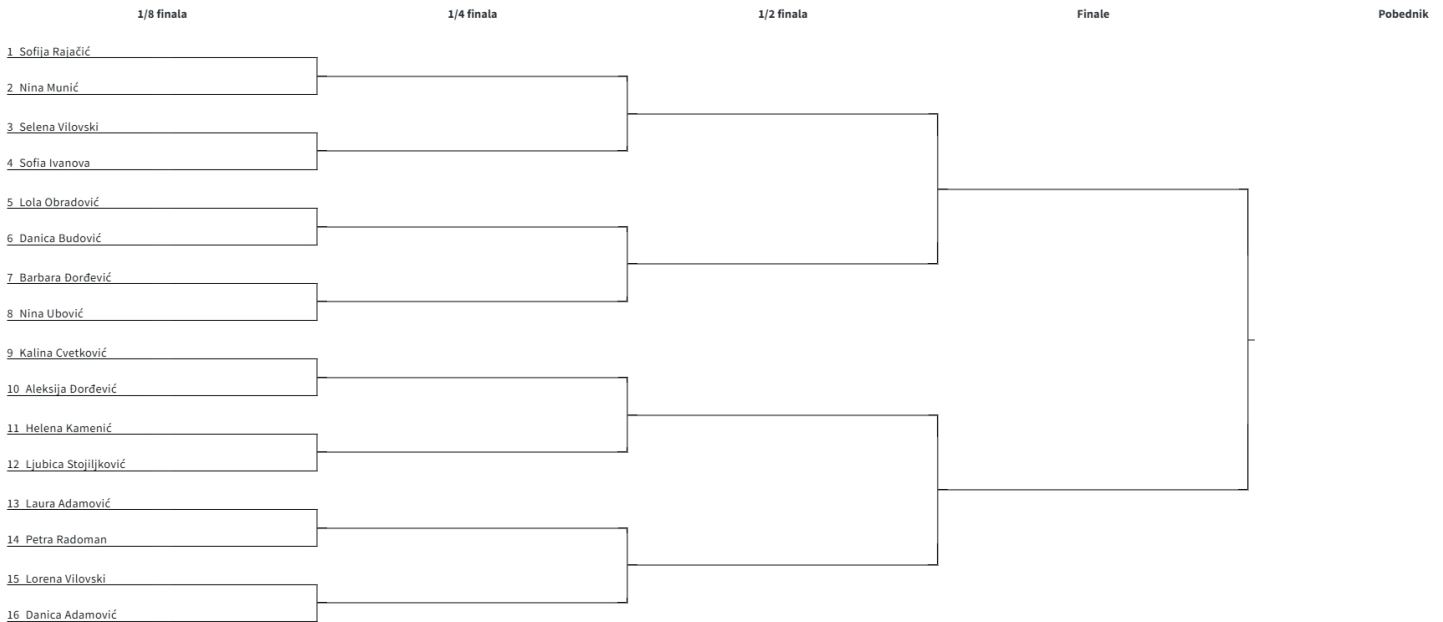 1/8 finala 1/4 finala 1/2 finala Finale Pobednik
1 Sofija Rajačić
2 Nina Munić
3 Selena Vilovski
4 Sofia Ivanova
5 Lola Obradović
6 Danica Budović
7 Barbara Đorđević
8 Nina Ubović
9 Kalina Cvetković
10 Aleksija Đorđević
11 Helena Kamenić
12 Ljubica Stojiljković
13 Laura Adamović
14 Petra Radoman
15 Lorena Vilovski
16 Danica Adamović